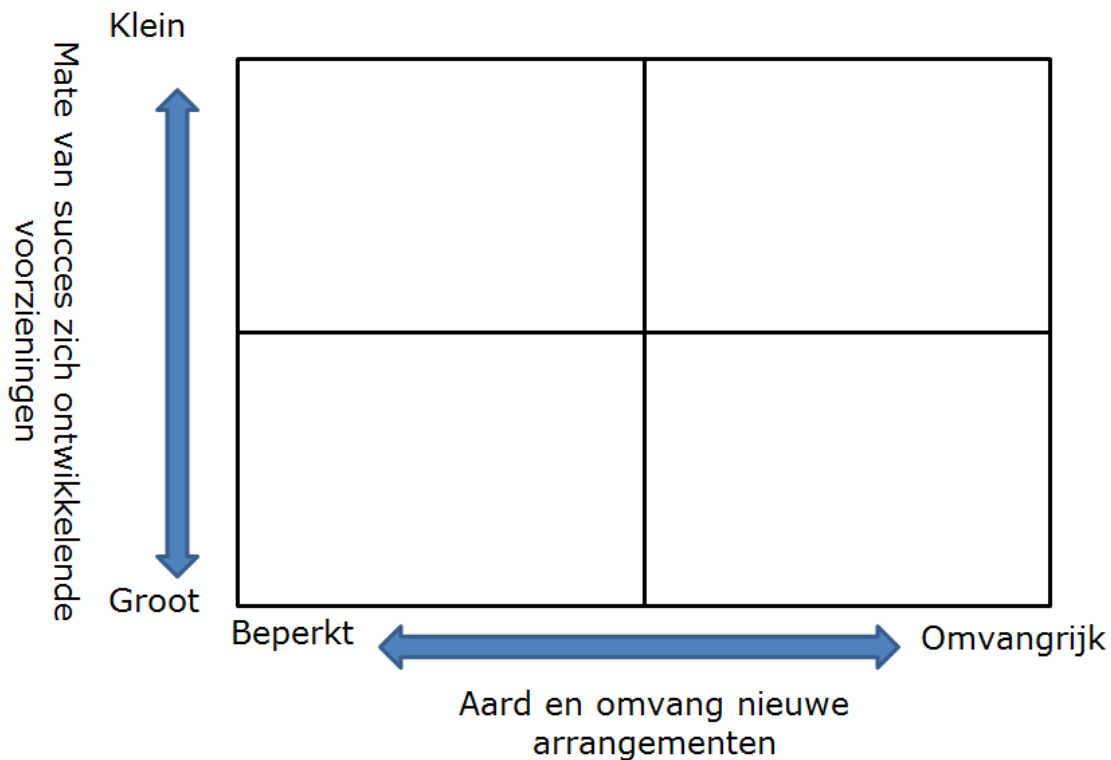 Klein
Mate van succes zich ontwikkelende
voorzieningen
Groot
Beperkt
Omvangrijk
Aard en omvang nieuwe
arrangementen